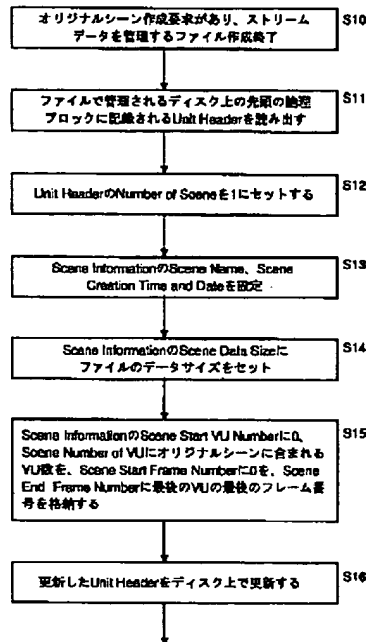 オリジナルシーン作成要求があり、ストリーム
データを管理するファイル作成終了
S10
ファイルで管理されるディスク上の先頭の論理
ブロックに記録されるUnit Headerを読み出す
S11
Unit HeaderのNumber of Sceneを1にセットする
S12
Scene InformationのScene Name、Scene
Creation Time and Dateを設定
S13
Scene InformationのScene Data Sizeに
ファイルのデータサイズをセット
S14
Scene InformationのScene Start VU Numberに0、
Scene Number of VUにオリジナルシーンに含まれる
VU数を、Scene Start Frame Numberに0を、Scene
End Frame Numberに最後のVUの最後のフレーム番
号を格納する
S15
更新したUnit Headerをディスク上で更新する
S16